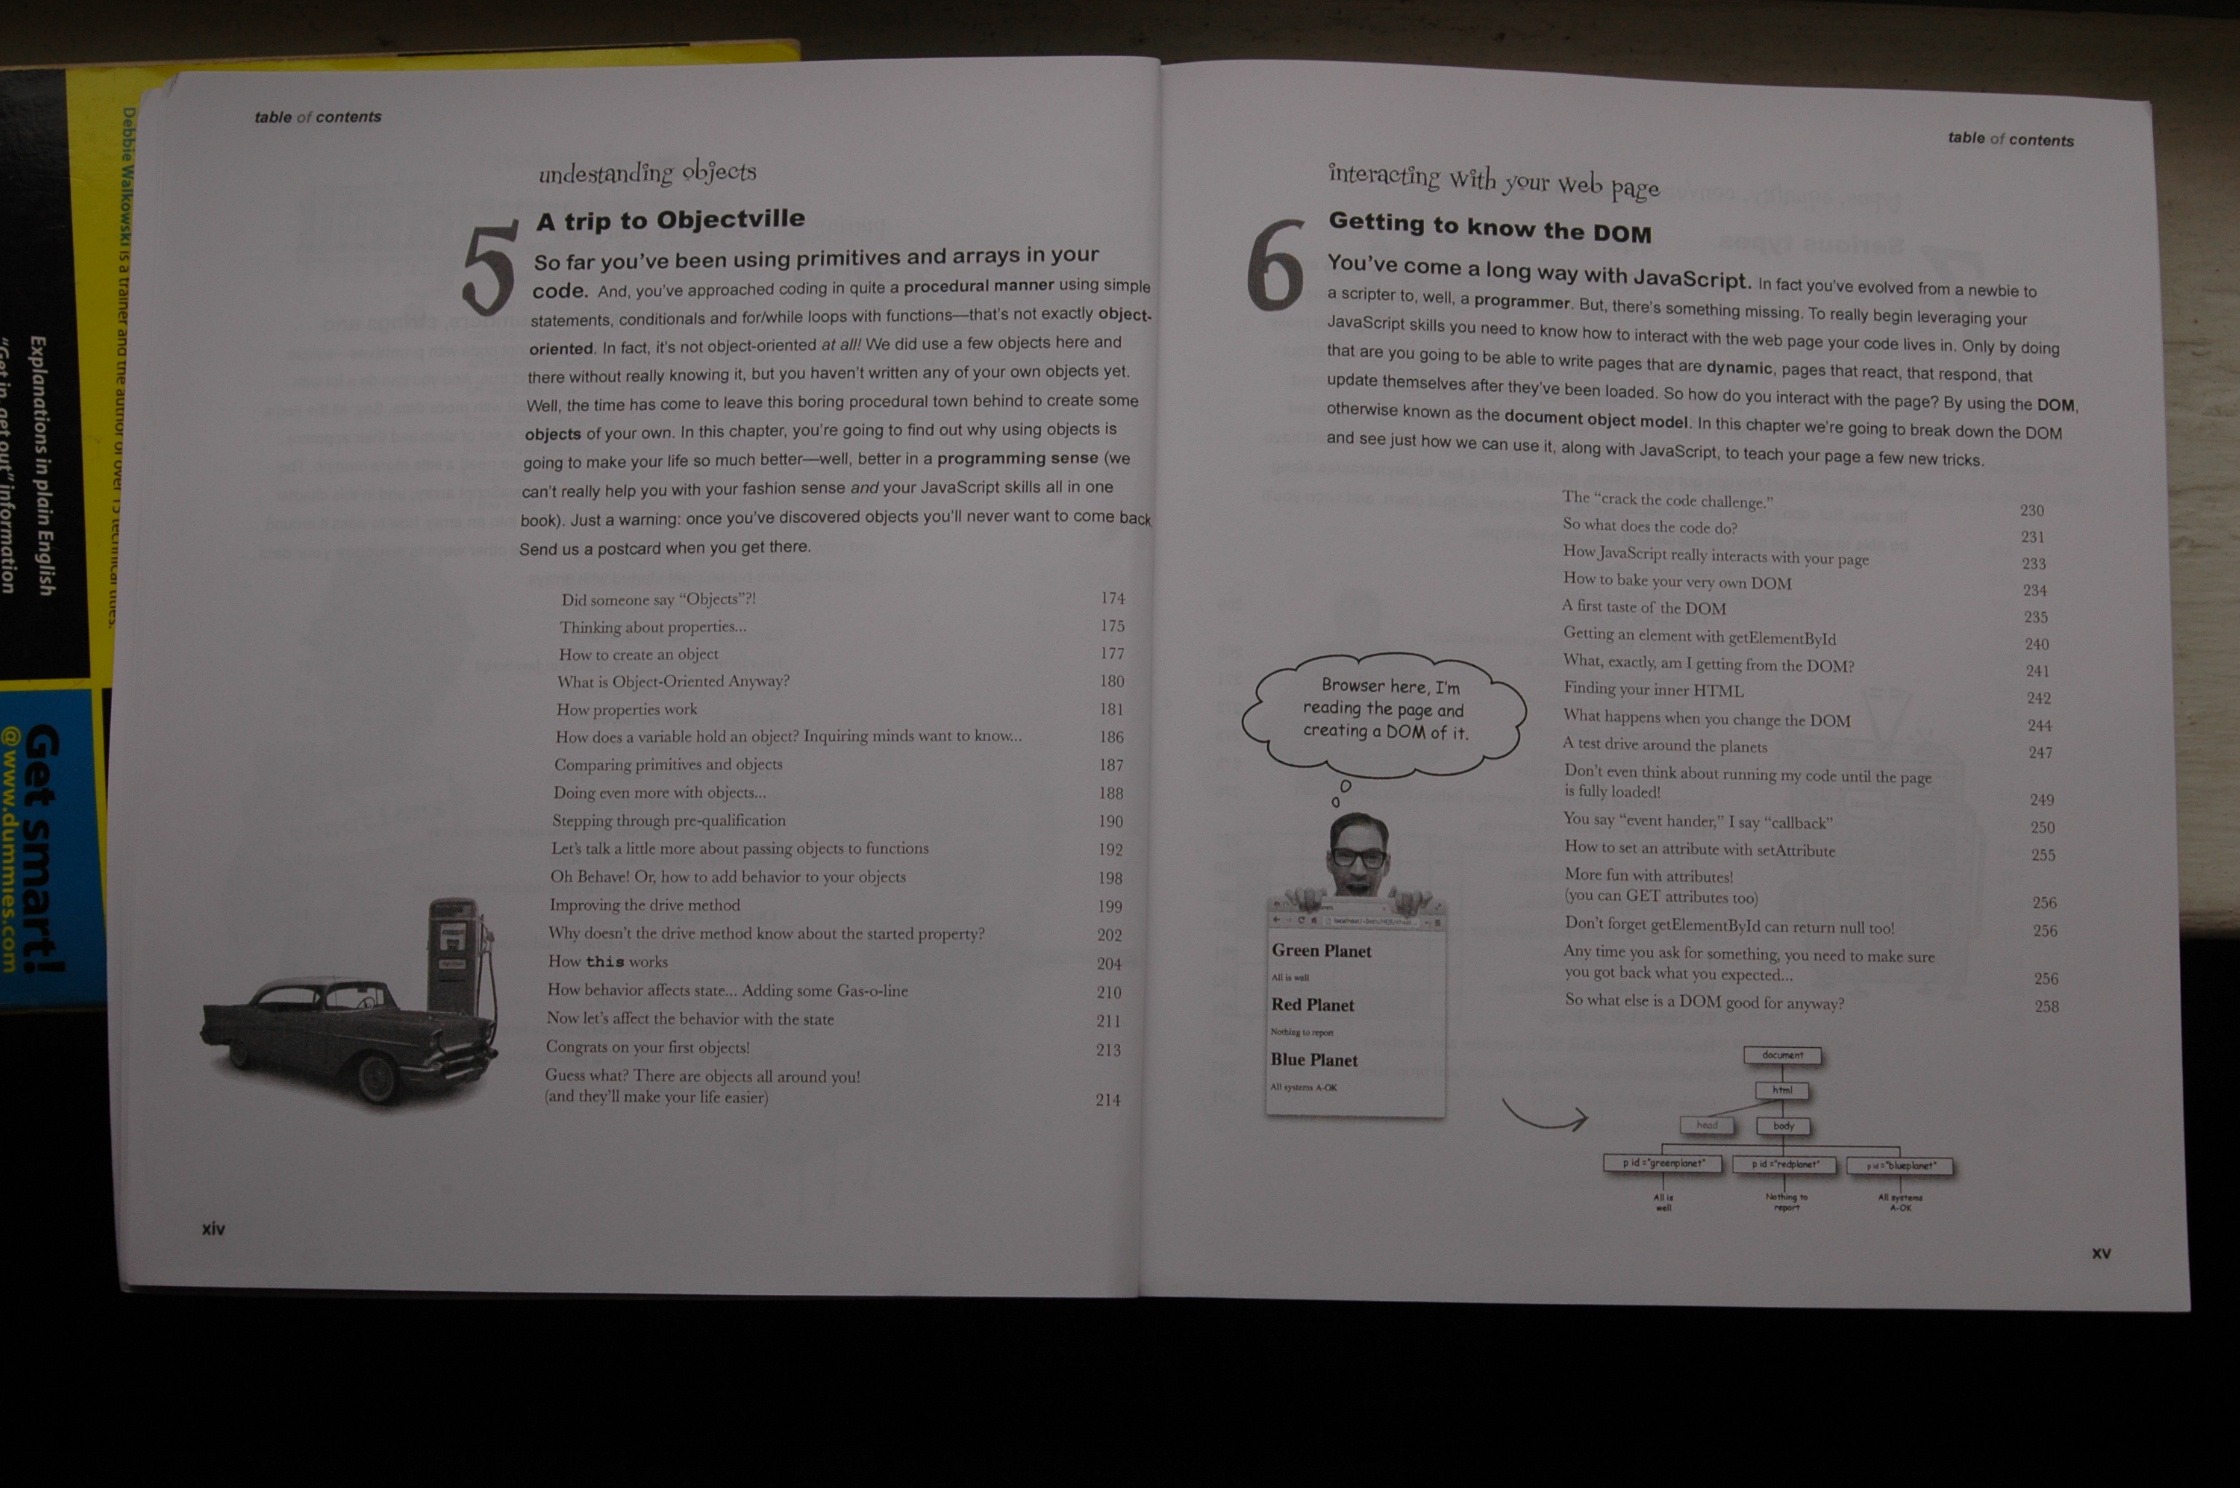 table of contents
undestanding objects
5
A trip to Objectville
So far you've been using primitives and arrays in your
code. And, you've approached coding in quite a procedural manner using simple
statements, conditionals and for/while loops with functions—that's not exactly object-
oriented. In fact, it's not object-oriented at all! We did use a few objects here and
there without really knowing it, but you haven't written any of your own objects yet.
Well, the time has come to leave this boring procedural town behind to create some
objects of your own. In this chapter, you're going to find out why using objects is
going to make your life so much better—well, better in a programming sense (we
can't really help you with your fashion sense and your JavaScript skills all in one
book). Just a warning: once you've discovered objects you'll never want to come back
Send us a postcard when you get there.
Did someone say “Objects”?! 174
Thinking about properties... 175
How to create an object 177
What is Object-Oriented Anyway? 180
How properties work 181
How does a variable hold an object? Inquiring minds want to know... 186
Comparing primitives and objects 187
Doing even more with objects... 188
Stepping through pre-qualification 190
Let's talk a little more about passing objects to functions 192
Oh Behave! Or, how to add behavior to your objects 198
Improving the drive method 199
Why doesn't the drive method know about the started property? 202
How this works 204
How behavior affects state... Adding some Gas-o-line 210
Now let's affect the behavior with the state 211
Congrats on your first objects! 213
Guess what? There are objects all around you!
(and they'll make your life easier) 214
xiv
table of contents
interacting with your web page
6
Getting to know the DOM
You've come a long way with JavaScript. In fact you've evolved from a newbie to
a scripter to, well, a programmer. But, there's something missing. To really begin leveraging your
JavaScript skills you need to know how to interact with the web page your code lives in. Only by doing
that are you going to be able to write pages that are dynamic, pages that react, that respond, that
update themselves after they've been loaded. So how do you interact with the page? By using the DOM,
otherwise known as the document object model. In this chapter we're going to break down the DOM
and see just how we can use it, along with JavaScript, to teach your page a few new tricks.
The “crack the code challenge.” 230
So what does the code do? 231
How JavaScript really interacts with your page 233
How to bake your very own DOM 234
A first taste of the DOM 235
Getting an element with getElementById 240
What, exactly, am I getting from the DOM? 241
Finding your inner HTML 242
What happens when you change the DOM 244
A test drive around the planets 247
Don't even think about running my code until the page
is fully loaded! 249
You say “event hander,” I say “callback” 250
How to set an attribute with setAttribute 255
More fun with attributes!
(you can GET attributes too) 256
Don't forget getElementById can return null too! 256
Any time you ask for something, you need to make sure
you got back what you expected... 256
So what else is a DOM good for anyway? 258
Browser here, I'm
reading the page and
creating a DOM of it.
Green Planet
All is well
Red Planet
Nothing to report
Blue Planet
All systems A-OK
document
html
head body
p id="greenplanet" p id="redplanet" p id="blueplanet"
All is Nothing to All systems
well report A-OK
xv
Debbie Walkowski is a trainer and the author of over 15 technical titles.
Explanations in plain English
“Get in, get out” information
Get smart!
@www.dummies.com